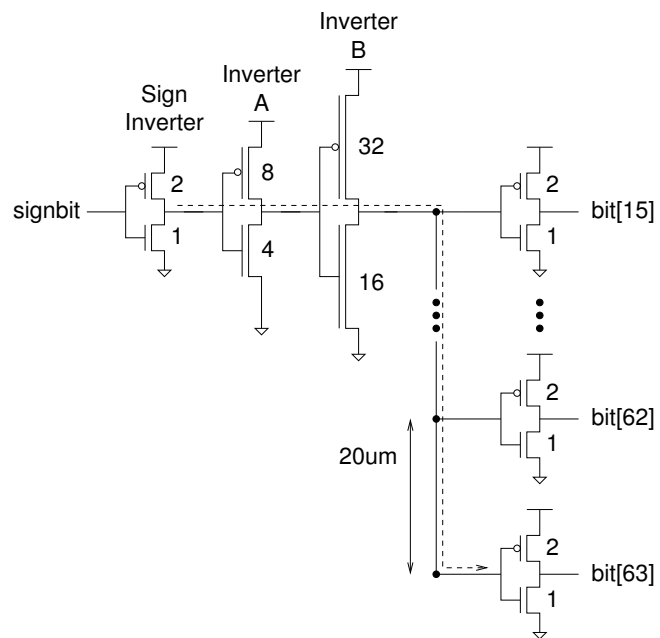 Inverter
B
Inverter
A
Sign
Inverter
32
8
2
2
signbit
bit[15]
1
4
1
16
2
bit[62]
1
20um
2
bit[63]
1